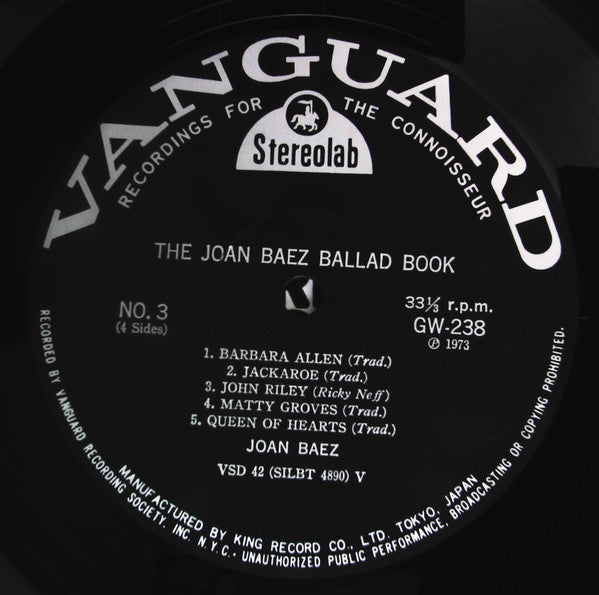 VANGUARD
RECORDINGS FOR THE CONNOISSEUR
Stereolab
THE JOAN BAEZ BALLAD BOOK
NO. 3
(4 Sides)
33⅓ r.p.m.
GW-238
Ⓟ 1973
1. BARBARA ALLEN (Trad.)
2. JACKAROE (Trad.)
3. JOHN RILEY (Ricky Neff)
4. MATTY GROVES (Trad.)
5. QUEEN OF HEARTS (Trad.)
JOAN BAEZ
VSD 42 (SILBT 4890) V
MANUFACTURED BY KING RECORD CO., LTD. TOKYO, JAPAN
RECORDED BY VANGUARD RECORDING SOCIETY, INC. N.Y.C. · UNAUTHORIZED PUBLIC PERFORMANCE, BROADCASTING OR COPYING PROHIBITED.